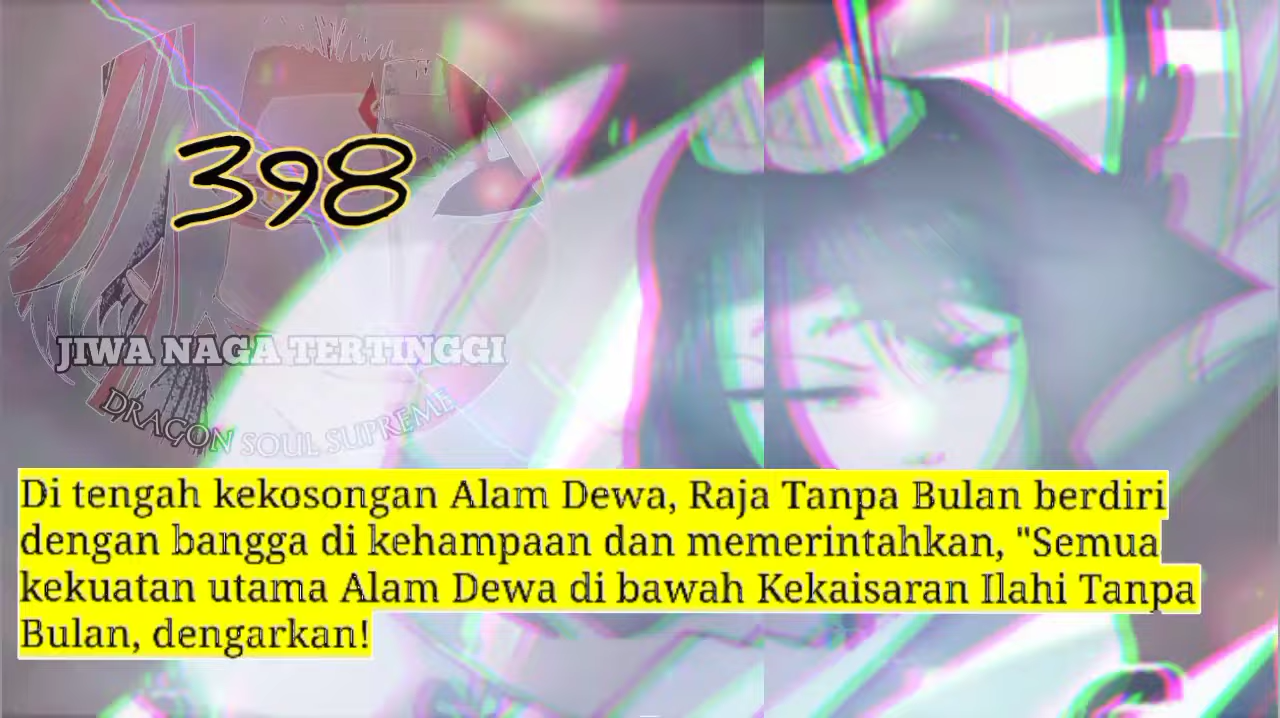 398
JIWA NAGA TERTINGGI
DRAGON SOUL SUPREME
Di tengah kekosongan Alam Dewa, Raja Tanpa Bulan berdiri
dengan bangga di kehampaan dan memerintahkan, "Semua
kekuatan utama Alam Dewa di bawah Kekaisaran Ilahi Tanpa
Bulan, dengarkan!